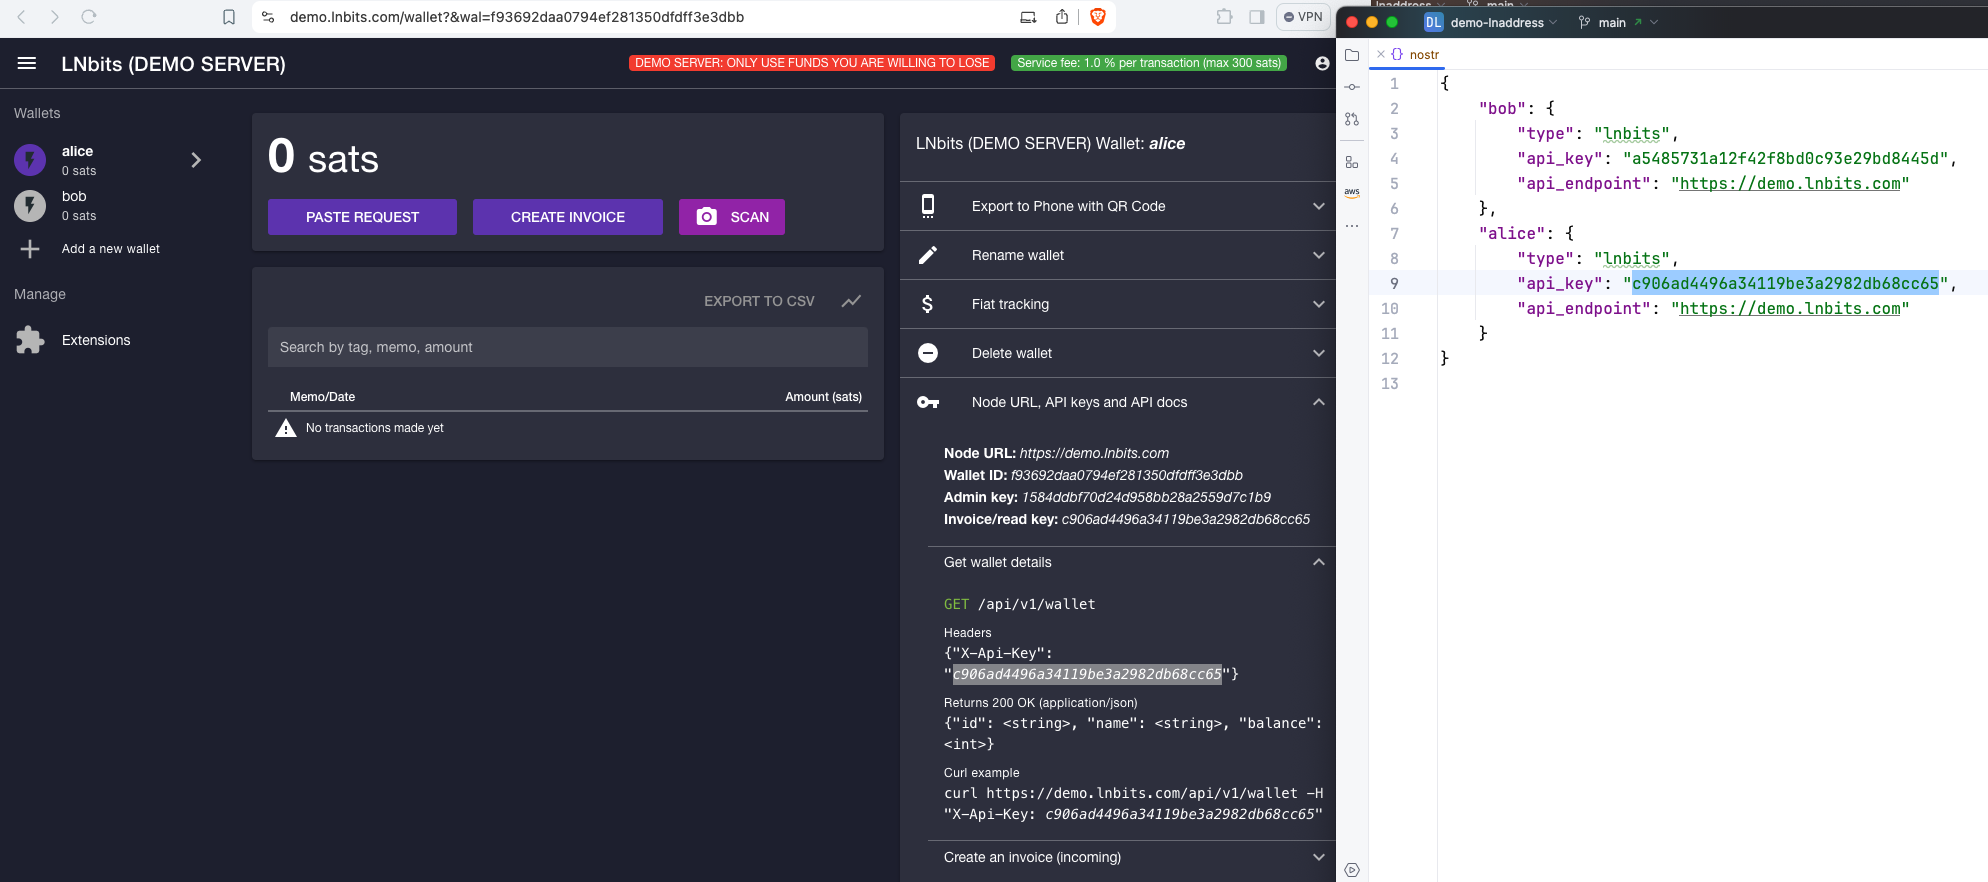 demo.lnbits.com/wallet?&wal=f93692daa0794ef281350dfdff3e3dbb
VPN
LNbits (DEMO SERVER)
DEMO SERVER: ONLY USE FUNDS YOU ARE WILLING TO LOSE
Service fee: 1.0 % per transaction (max 300 sats)
Wallets
alice
0 sats
bob
0 sats
Add a new wallet
Manage
Extensions
0 sats
PASTE REQUEST
CREATE INVOICE
SCAN
EXPORT TO CSV
Search by tag, memo, amount
Memo/Date
Amount (sats)
No transactions made yet
LNbits (DEMO SERVER) Wallet: alice
Export to Phone with QR Code
Rename wallet
Fiat tracking
Delete wallet
Node URL, API keys and API docs
Node URL: https://demo.lnbits.com
Wallet ID: f93692daa0794ef281350dfdff3e3dbb
Admin key: 1584ddbf70d24d958bb28a2559d7c1b9
Invoice/read key: c906ad4496a34119be3a2982db68cc65
Get wallet details
GET /api/v1/wallet
Headers
{"X-Api-Key":
"c906ad4496a34119be3a2982db68cc65"}
Returns 200 OK (application/json)
{"id": <string>, "name": <string>, "balance":
<int>}
Curl example
curl https://demo.lnbits.com/api/v1/wallet -H
"X-Api-Key: c906ad4496a34119be3a2982db68cc65"
Create an invoice (incoming)
DL demo-lnaddress main
{} nostr
aws
1 {
2 "bob": {
3 "type": "lnbits",
4 "api_key": "a5485731a12f42f8bd0c93e29bd8445d",
5 "api_endpoint": "https://demo.lnbits.com"
6 },
7 "alice": {
8 "type": "lnbits",
9 "api_key": "c906ad4496a34119be3a2982db68cc65",
10 "api_endpoint": "https://demo.lnbits.com"
11 }
12 }
13